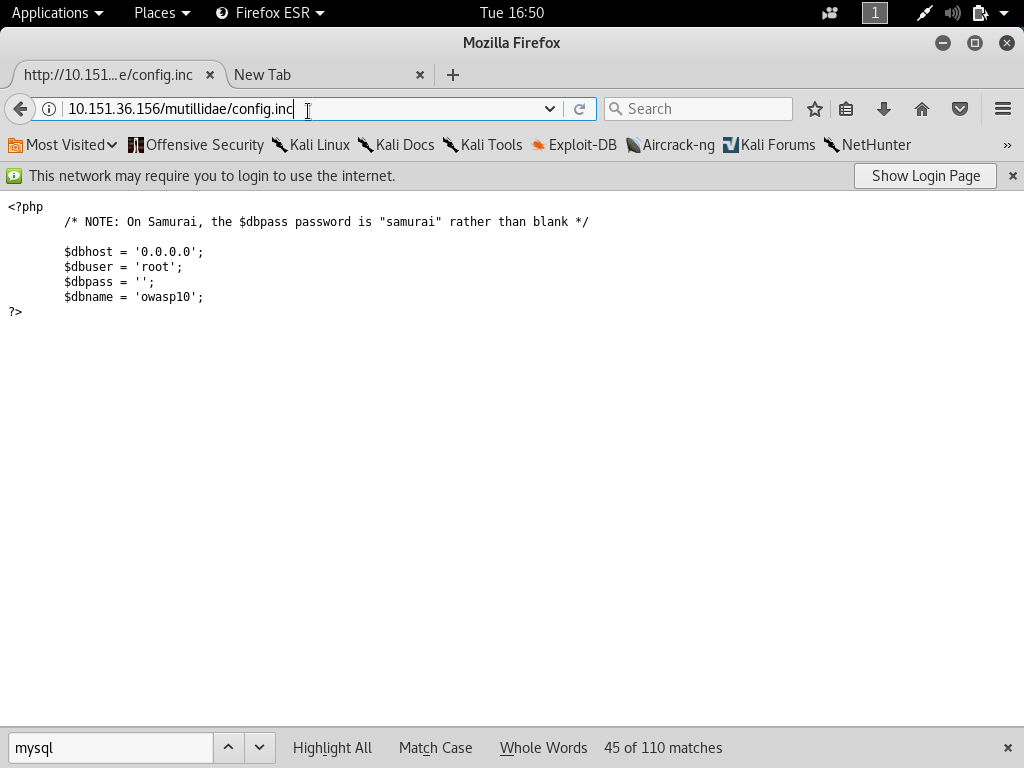 Applications Places Firefox ESR Tue 16:50 1
Mozilla Firefox
http://10.151...e/config.inc New Tab
10.151.36.156/mutillidae/config.inc Search
Most Visited Offensive Security Kali Linux Kali Docs Kali Tools Exploit-DB Aircrack-ng Kali Forums NetHunter »
This network may require you to login to use the internet. Show Login Page
<?php
/* NOTE: On Samurai, the $dbpass password is "samurai" rather than blank */
$dbhost = '0.0.0.0';
$dbuser = 'root';
$dbpass = '';
$dbname = 'owasp10';
?>
mysql Highlight All Match Case Whole Words 45 of 110 matches